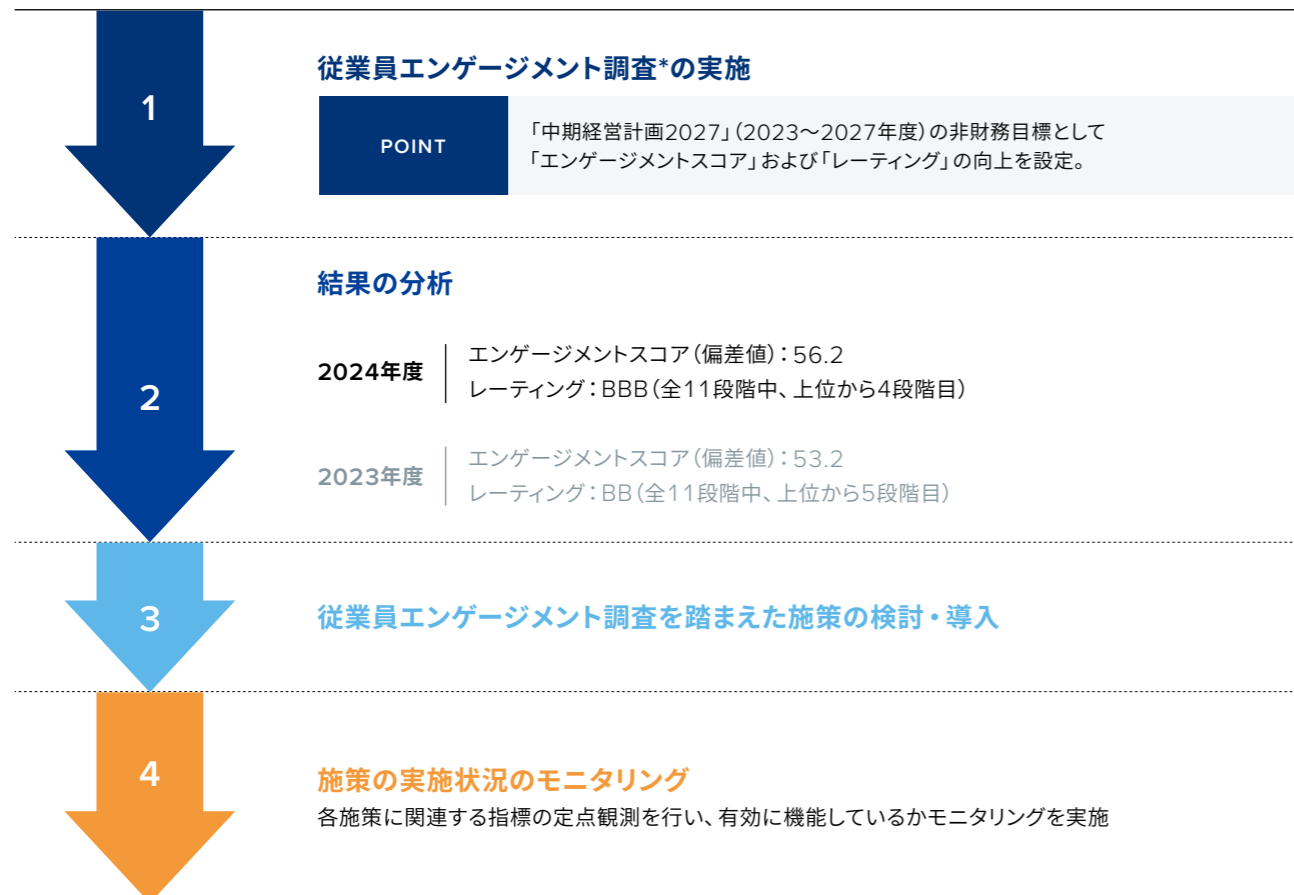 1
従業員エンゲージメント調査*の実施
POINT
「中期経営計画2027」(2023〜2027年度)の非財務目標として
「エンゲージメントスコア」および「レーティング」の向上を設定。
2
結果の分析
2024年度
エンゲージメントスコア(偏差値):56.2
レーティング:BBB(全11段階中、上位から4段階目)
2023年度
エンゲージメントスコア(偏差値):53.2
レーティング:BB(全11段階中、上位から5段階目)
3
従業員エンゲージメント調査を踏まえた施策の検討・導入
4
施策の実施状況のモニタリング
各施策に関連する指標の定点観測を行い、有効に機能しているかモニタリングを実施